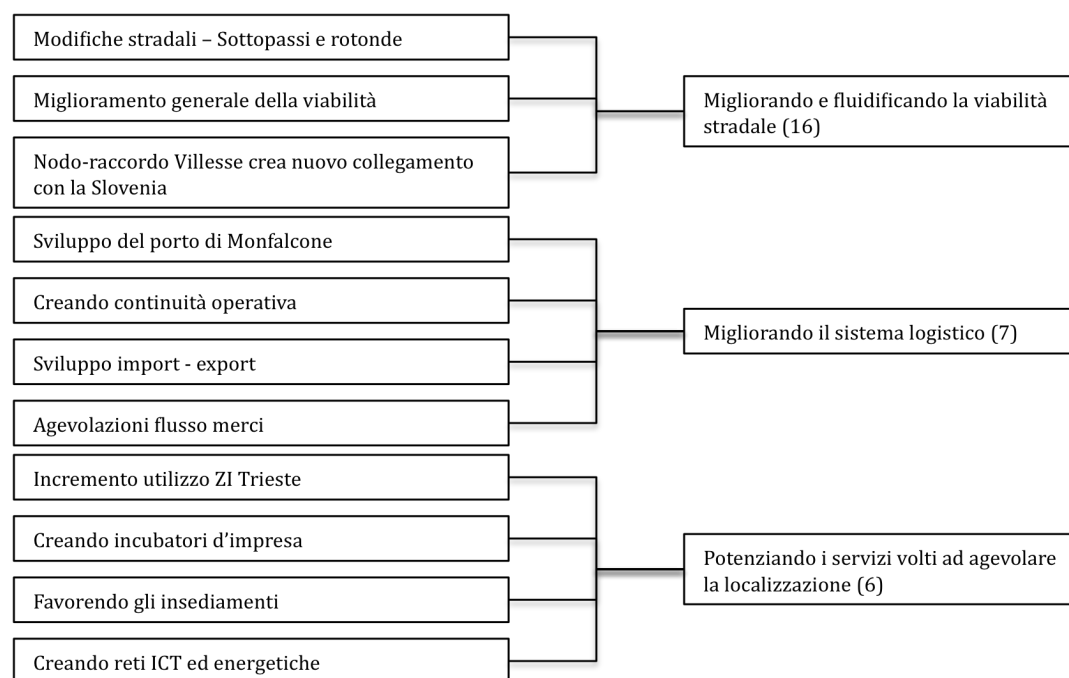 Modifiche stradali – Sottopassi e rotonde
Miglioramento generale della viabilità
Nodo-raccordo Villesse crea nuovo collegamento
con la Slovenia
Migliorando e fluidificando la viabilità
stradale (16)
Sviluppo del porto di Monfalcone
Creando continuità operativa
Sviluppo import - export
Agevolazioni flusso merci
Migliorando il sistema logistico (7)
Incremento utilizzo ZI Trieste
Creando incubatori d’impresa
Favorendo gli insediamenti
Creando reti ICT ed energetiche
Potenziando i servizi volti ad agevolare
la localizzazione (6)